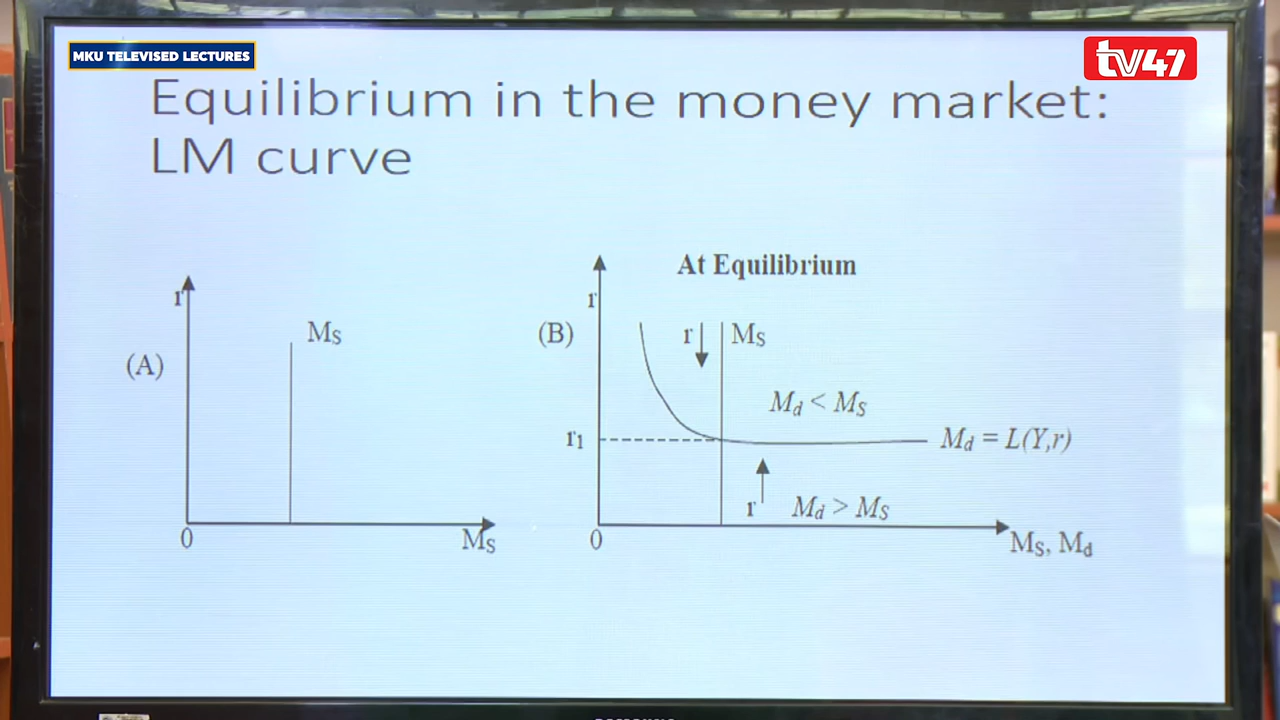 MKU TELEVISED LECTURES
tv47
Equilibrium in the money market:
LM curve
(A)
r
Ms
0
Ms
(B)
At Equilibrium
r
r
Ms
Md < Ms
r1
Md = L(Y,r)
r
Md > Ms
0
Ms, Md